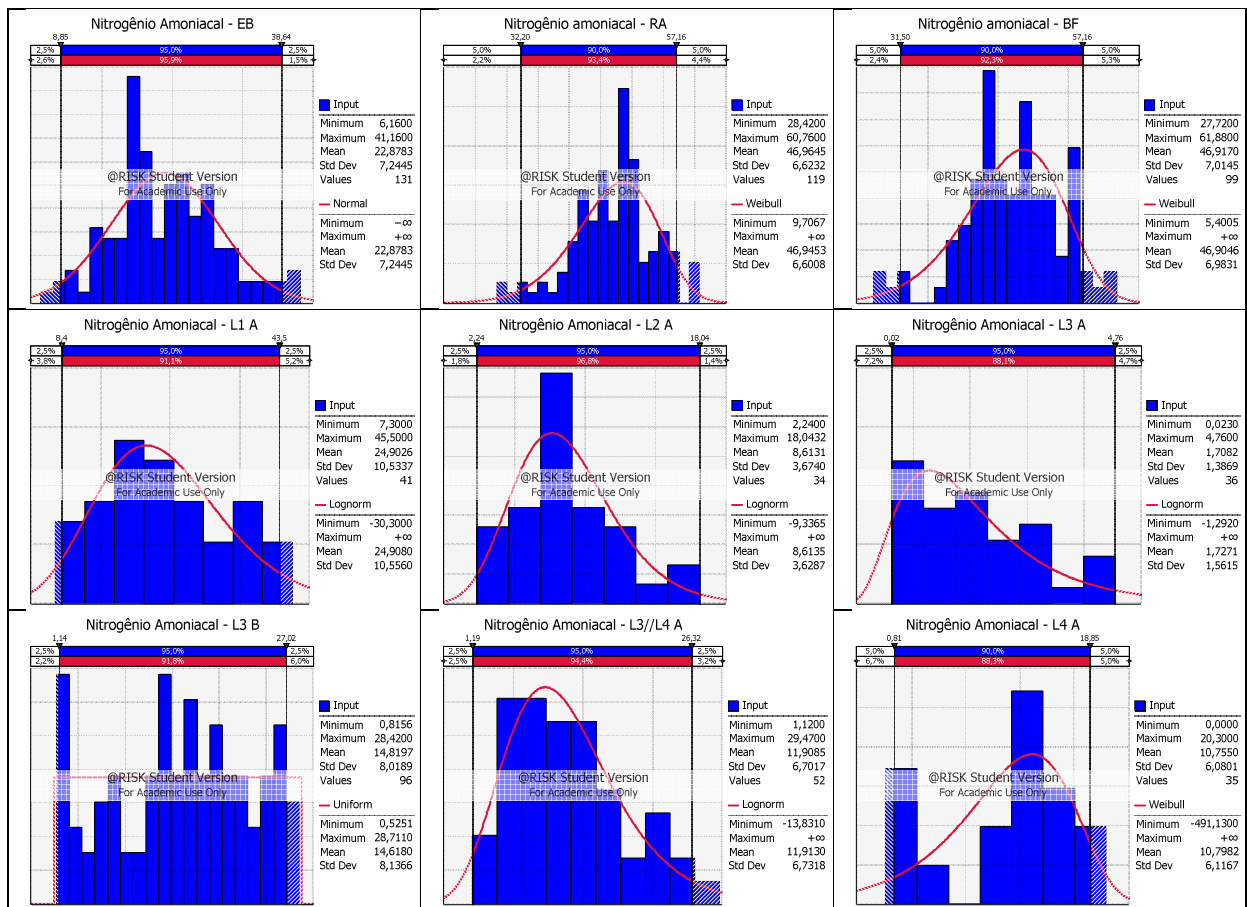 Nitrogênio Amoniacal - EB
8,85 38,64
2,5% 95,0% 2,5%
2,6% 95,9% 1,5%
@RISK Student Version
For Academic Use Only
Input
Minimum 6,1600
Maximum 41,1600
Mean 22,8783
Std Dev 7,2445
Values 131
Normal
Minimum −∞
Maximum +∞
Mean 22,8783
Std Dev 7,2445
Nitrogênio amoniacal - RA
32,20 57,16
5,0% 90,0% 5,0%
2,2% 93,4% 4,4%
@RISK Student Version
For Academic Use Only
Input
Minimum 28,4200
Maximum 60,7600
Mean 46,9645
Std Dev 6,6232
Values 119
Weibull
Minimum 9,7067
Maximum +∞
Mean 46,9453
Std Dev 6,6008
Nitrogênio amoniacal - BF
31,50 57,16
5,0% 90,0% 5,0%
2,4% 92,3% 5,3%
@RISK Student Version
For Academic Use Only
Input
Minimum 27,7200
Maximum 61,8800
Mean 46,9170
Std Dev 7,0145
Values 99
Weibull
Minimum 5,4005
Maximum +∞
Mean 46,9046
Std Dev 6,9831
Nitrogênio Amoniacal - L1 A
8,4 43,5
2,5% 95,0% 2,5%
3,8% 91,1% 5,2%
@RISK Student Version
For Academic Use Only
Input
Minimum 7,3000
Maximum 45,5000
Mean 24,9026
Std Dev 10,5337
Values 41
Lognorm
Minimum -30,3000
Maximum +∞
Mean 24,9080
Std Dev 10,5560
Nitrogênio Amoniacal - L2 A
2,24 18,04
2,5% 95,0% 2,5%
1,8% 96,8% 1,4%
@RISK Student Version
For Academic Use Only
Input
Minimum 2,2400
Maximum 18,0432
Mean 8,6131
Std Dev 3,6740
Values 34
Lognorm
Minimum -9,3365
Maximum +∞
Mean 8,6135
Std Dev 3,6287
Nitrogênio Amoniacal - L3 A
0,02 4,76
2,5% 95,0% 2,5%
7,2% 88,1% 4,7%
@RISK Student Version
For Academic Use Only
Input
Minimum 0,0230
Maximum 4,7600
Mean 1,7082
Std Dev 1,3869
Values 36
Lognorm
Minimum -1,2920
Maximum +∞
Mean 1,7271
Std Dev 1,5615
Nitrogênio Amoniacal - L3 B
1,14 27,02
2,5% 95,0% 2,5%
2,2% 91,8% 6,0%
@RISK Student Version
For Academic Use Only
Input
Minimum 0,8156
Maximum 28,4200
Mean 14,8197
Std Dev 8,0189
Values 96
Uniform
Minimum 0,5251
Maximum 28,7110
Mean 14,6180
Std Dev 8,1366
Nitrogênio Amoniacal - L3//L4 A
1,19 26,32
2,5% 95,0% 2,5%
2,5% 94,4% 3,2%
@RISK Student Version
For Academic Use Only
Input
Minimum 1,1200
Maximum 29,4700
Mean 11,9085
Std Dev 6,7017
Values 52
Lognorm
Minimum -13,8310
Maximum +∞
Mean 11,9130
Std Dev 6,7318
Nitrogênio Amoniacal - L4 A
0,81 18,85
5,0% 90,0% 5,0%
6,7% 88,3% 5,0%
@RISK Student Version
For Academic Use Only
Input
Minimum 0,0000
Maximum 20,3000
Mean 10,7550
Std Dev 6,0801
Values 35
Weibull
Minimum -491,1300
Maximum +∞
Mean 10,7982
Std Dev 6,1167